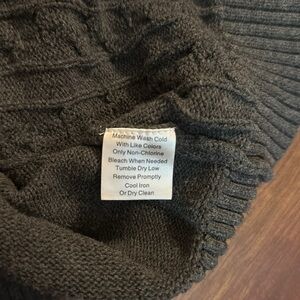 Machine Wash Cold
With Like Colors
Only Non-Chlorine
Bleach When Needed
Tumble Dry Low
Remove Promptly
Cool Iron
Or Dry Clean